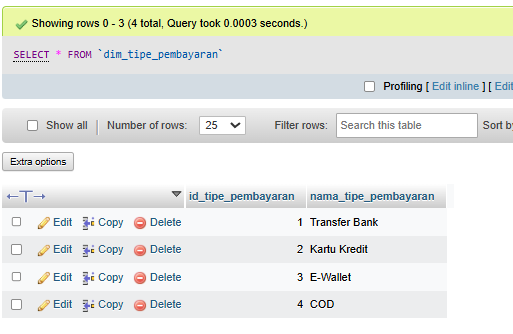 Showing rows 0 - 3 (4 total, Query took 0.0003 seconds.)
SELECT * FROM `dim_tipe_pembayaran`
Profiling [ Edit inline ] [ Edit
Show all | Number of rows: 25 Filter rows: Search this table Sort by
Extra options
id_tipe_pembayaran nama_tipe_pembayaran
Edit Copy Delete 1 Transfer Bank
Edit Copy Delete 2 Kartu Kredit
Edit Copy Delete 3 E-Wallet
Edit Copy Delete 4 COD